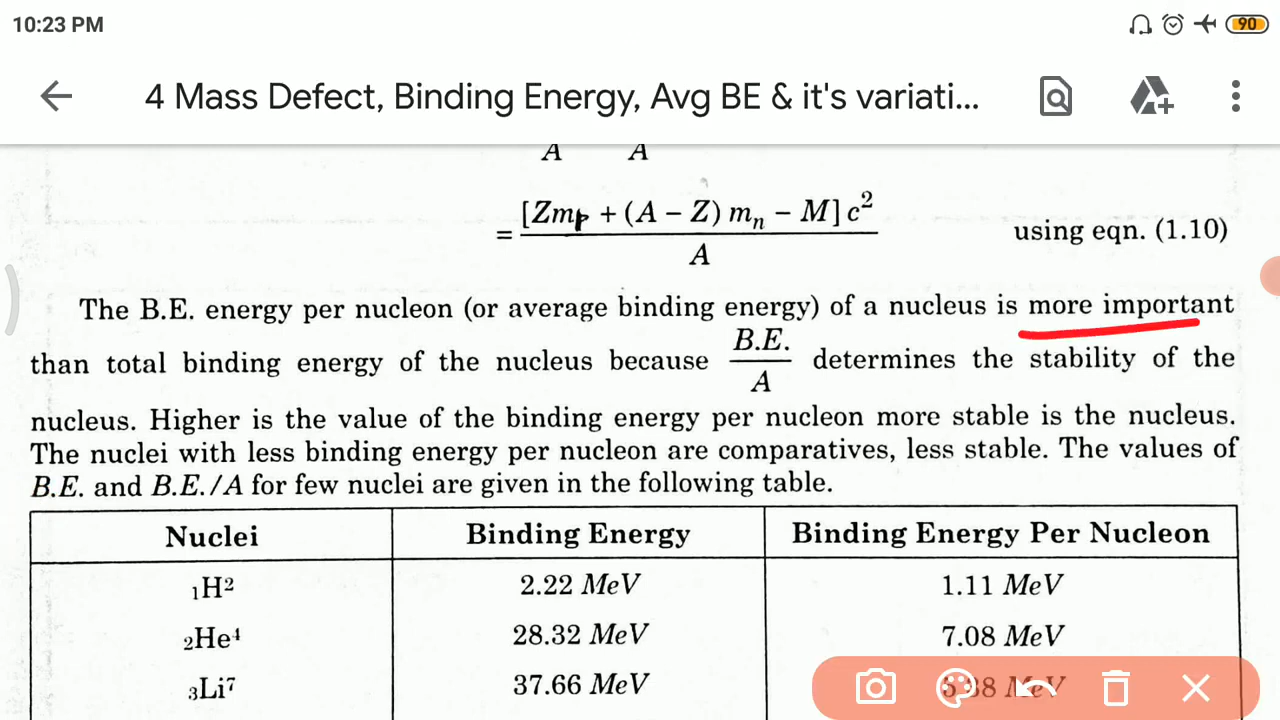 10:23 PM 90
4 Mass Defect, Binding Energy, Avg BE & it's variati...
A A
= [Zmp + (A − Z) mn − M] c² / A using eqn. (1.10)
The B.E. energy per nucleon (or average binding energy) of a nucleus is more important
than total binding energy of the nucleus because B.E./A determines the stability of the
nucleus. Higher is the value of the binding energy per nucleon more stable is the nucleus.
The nuclei with less binding energy per nucleon are comparatives, less stable. The values of
B.E. and B.E./A for few nuclei are given in the following table.
Nuclei Binding Energy Binding Energy Per Nucleon
₁H² 2.22 MeV 1.11 MeV
₂He⁴ 28.32 MeV 7.08 MeV
₃Li⁷ 37.66 MeV MeV